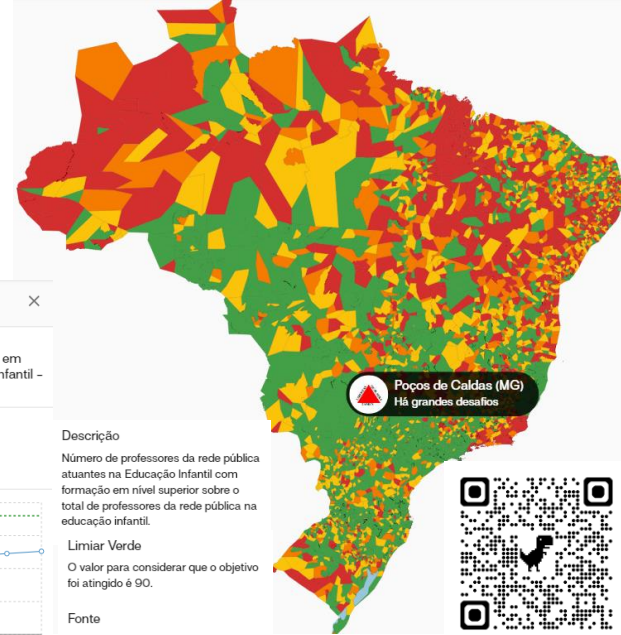 em
nfantil –
Poços de Caldas (MG)
Há grandes desafios
Descrição
Número de professores da rede pública
atuantes na Educação Infantil com
formação em nível superior sobre o
total de professores da rede pública na
educação infantil.
Limiar Verde
O valor para considerar que o objetivo
foi atingido é 90.
Fonte